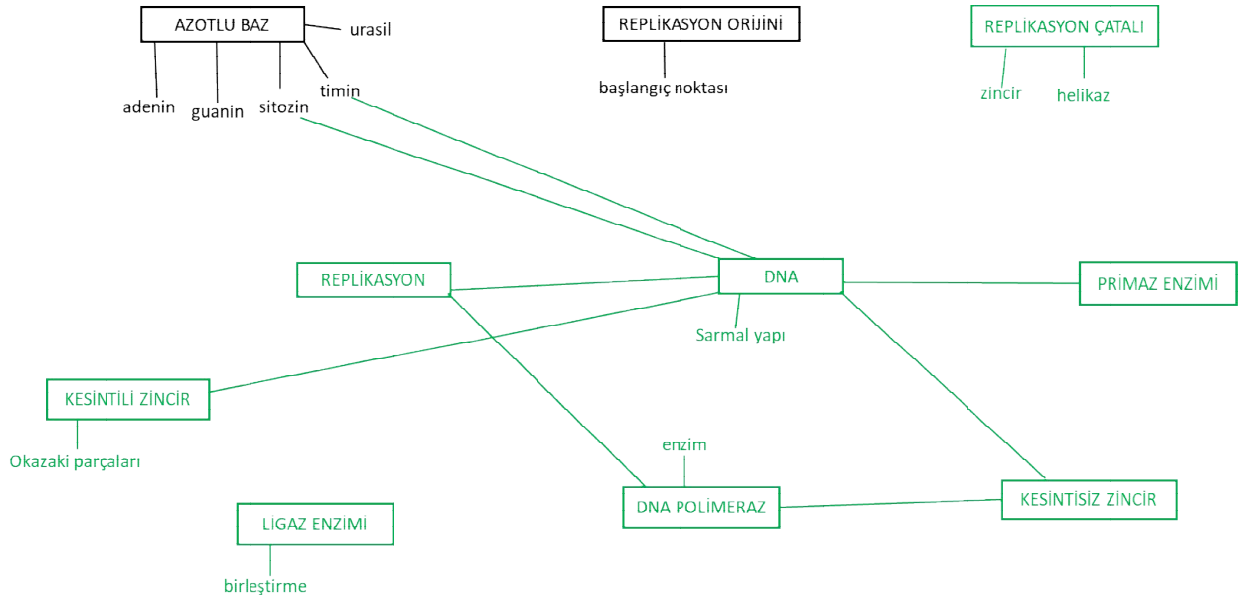 AZOTLU BAZ
urasil
REPLİKASYON ORİJİNİ
REPLİKASYON ÇATALI
adenin
guanin
sitozin
timin
başlangıç noktası
zincir
helikaz
REPLİKASYON
DNA
PRİMAZ ENZİMİ
Sarmal yapı
KESİNTİLİ ZİNCİR
Okazaki parçaları
enzim
DNA POLİMERAZ
KESİNTİSİZ ZİNCİR
LİGAZ ENZİMİ
birleştirme